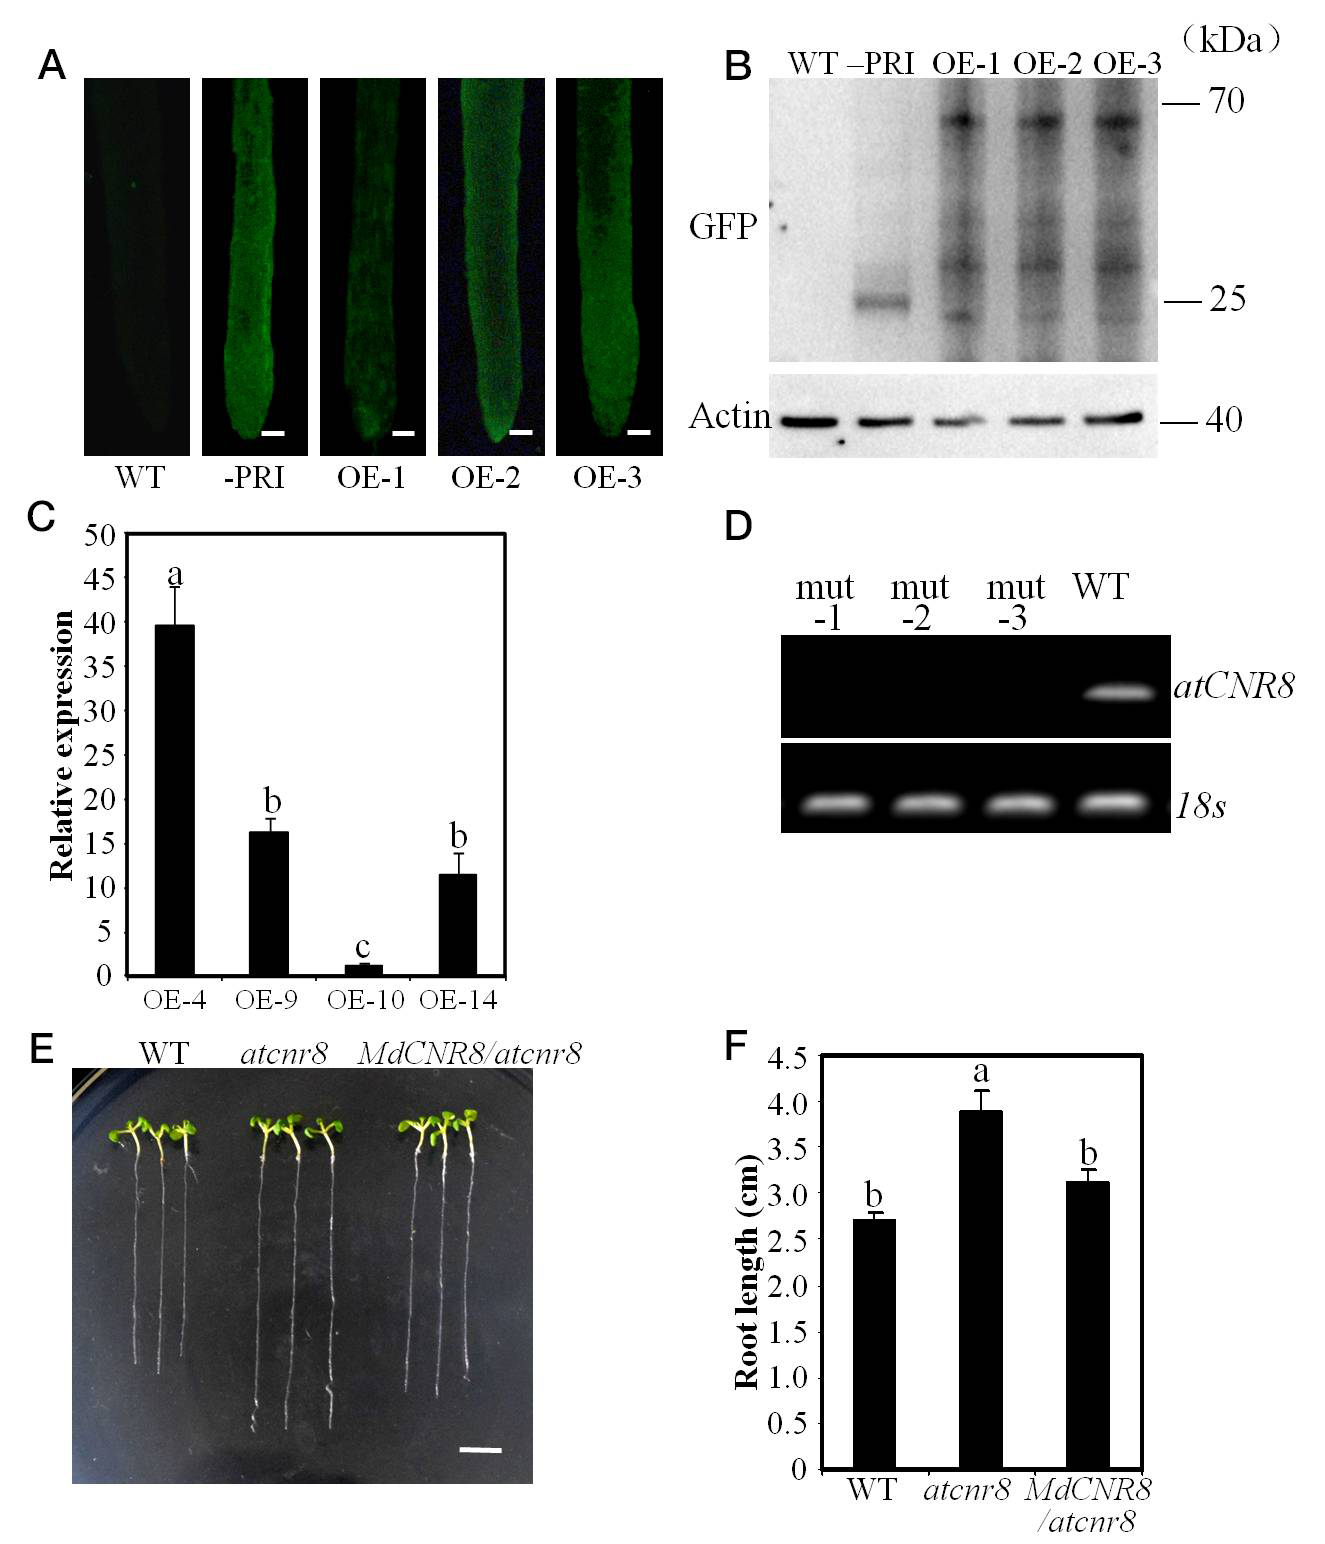 A
WT
-PRI
OE-1
OE-2
OE-3
B
WT –PRI OE-1 OE-2 OE-3
（kDa）
70
GFP
25
Actin
40
C
50
45
40
35
30
25
20
15
10
5
0
Relative expression
a
b
c
b
OE-4 OE-9 OE-10 OE-14
D
mut mut mut WT
-1 -2 -3
atCNR8
18s
E
WT atcnr8 MdCNR8/atcnr8
F
4.5
4.0
3.5
3.0
2.5
2.0
1.5
1.0
0.5
0
Root length (cm)
b
a
b
WT atcnr8 MdCNR8
/atcnr8